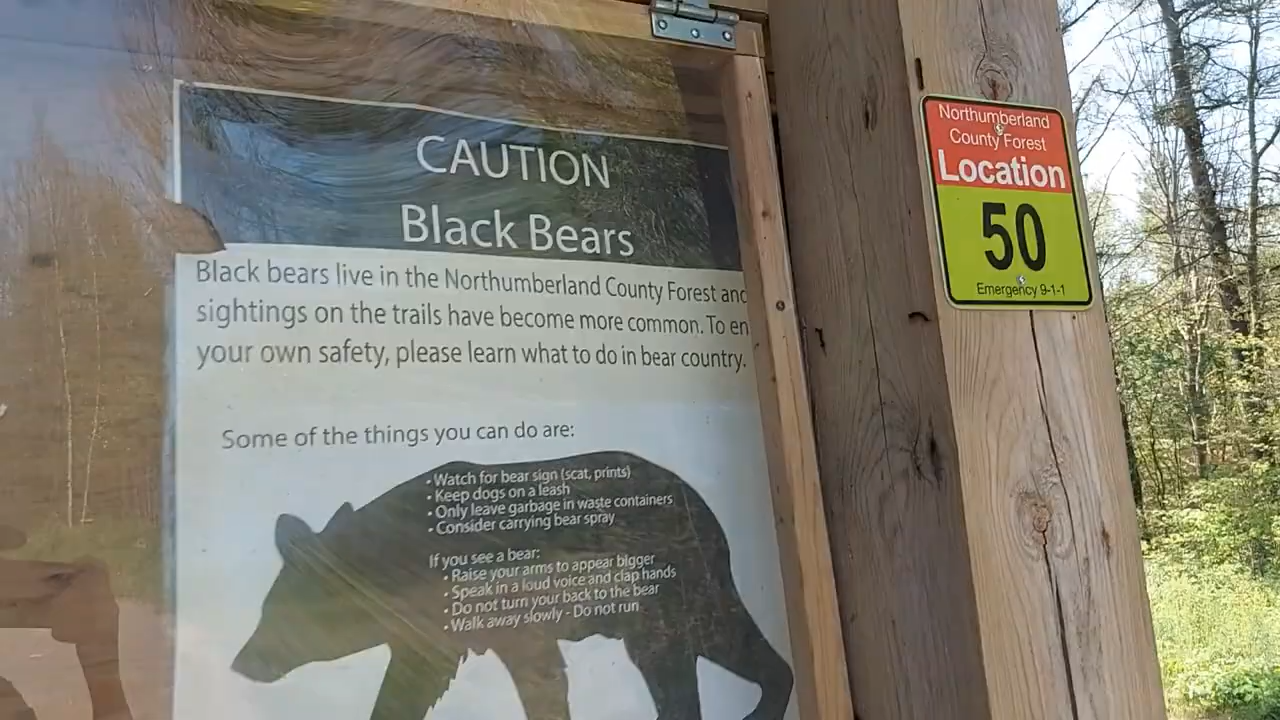 CAUTION
Black Bears
Black bears live in the Northumberland County Forest and
sightings on the trails have become more common. To en
your own safety, please learn what to do in bear country.
Some of the things you can do are:
• Watch for bear sign (scat, prints)
• Keep dogs on a leash
• Only leave garbage in waste containers
• Consider carrying bear spray
If you see a bear:
• Raise your arms to appear bigger
• Speak in a loud voice and clap hands
• Do not turn your back to the bear
• Walk away slowly - Do not run
Northumberland
County Forest
Location
50
Emergency 9-1-1